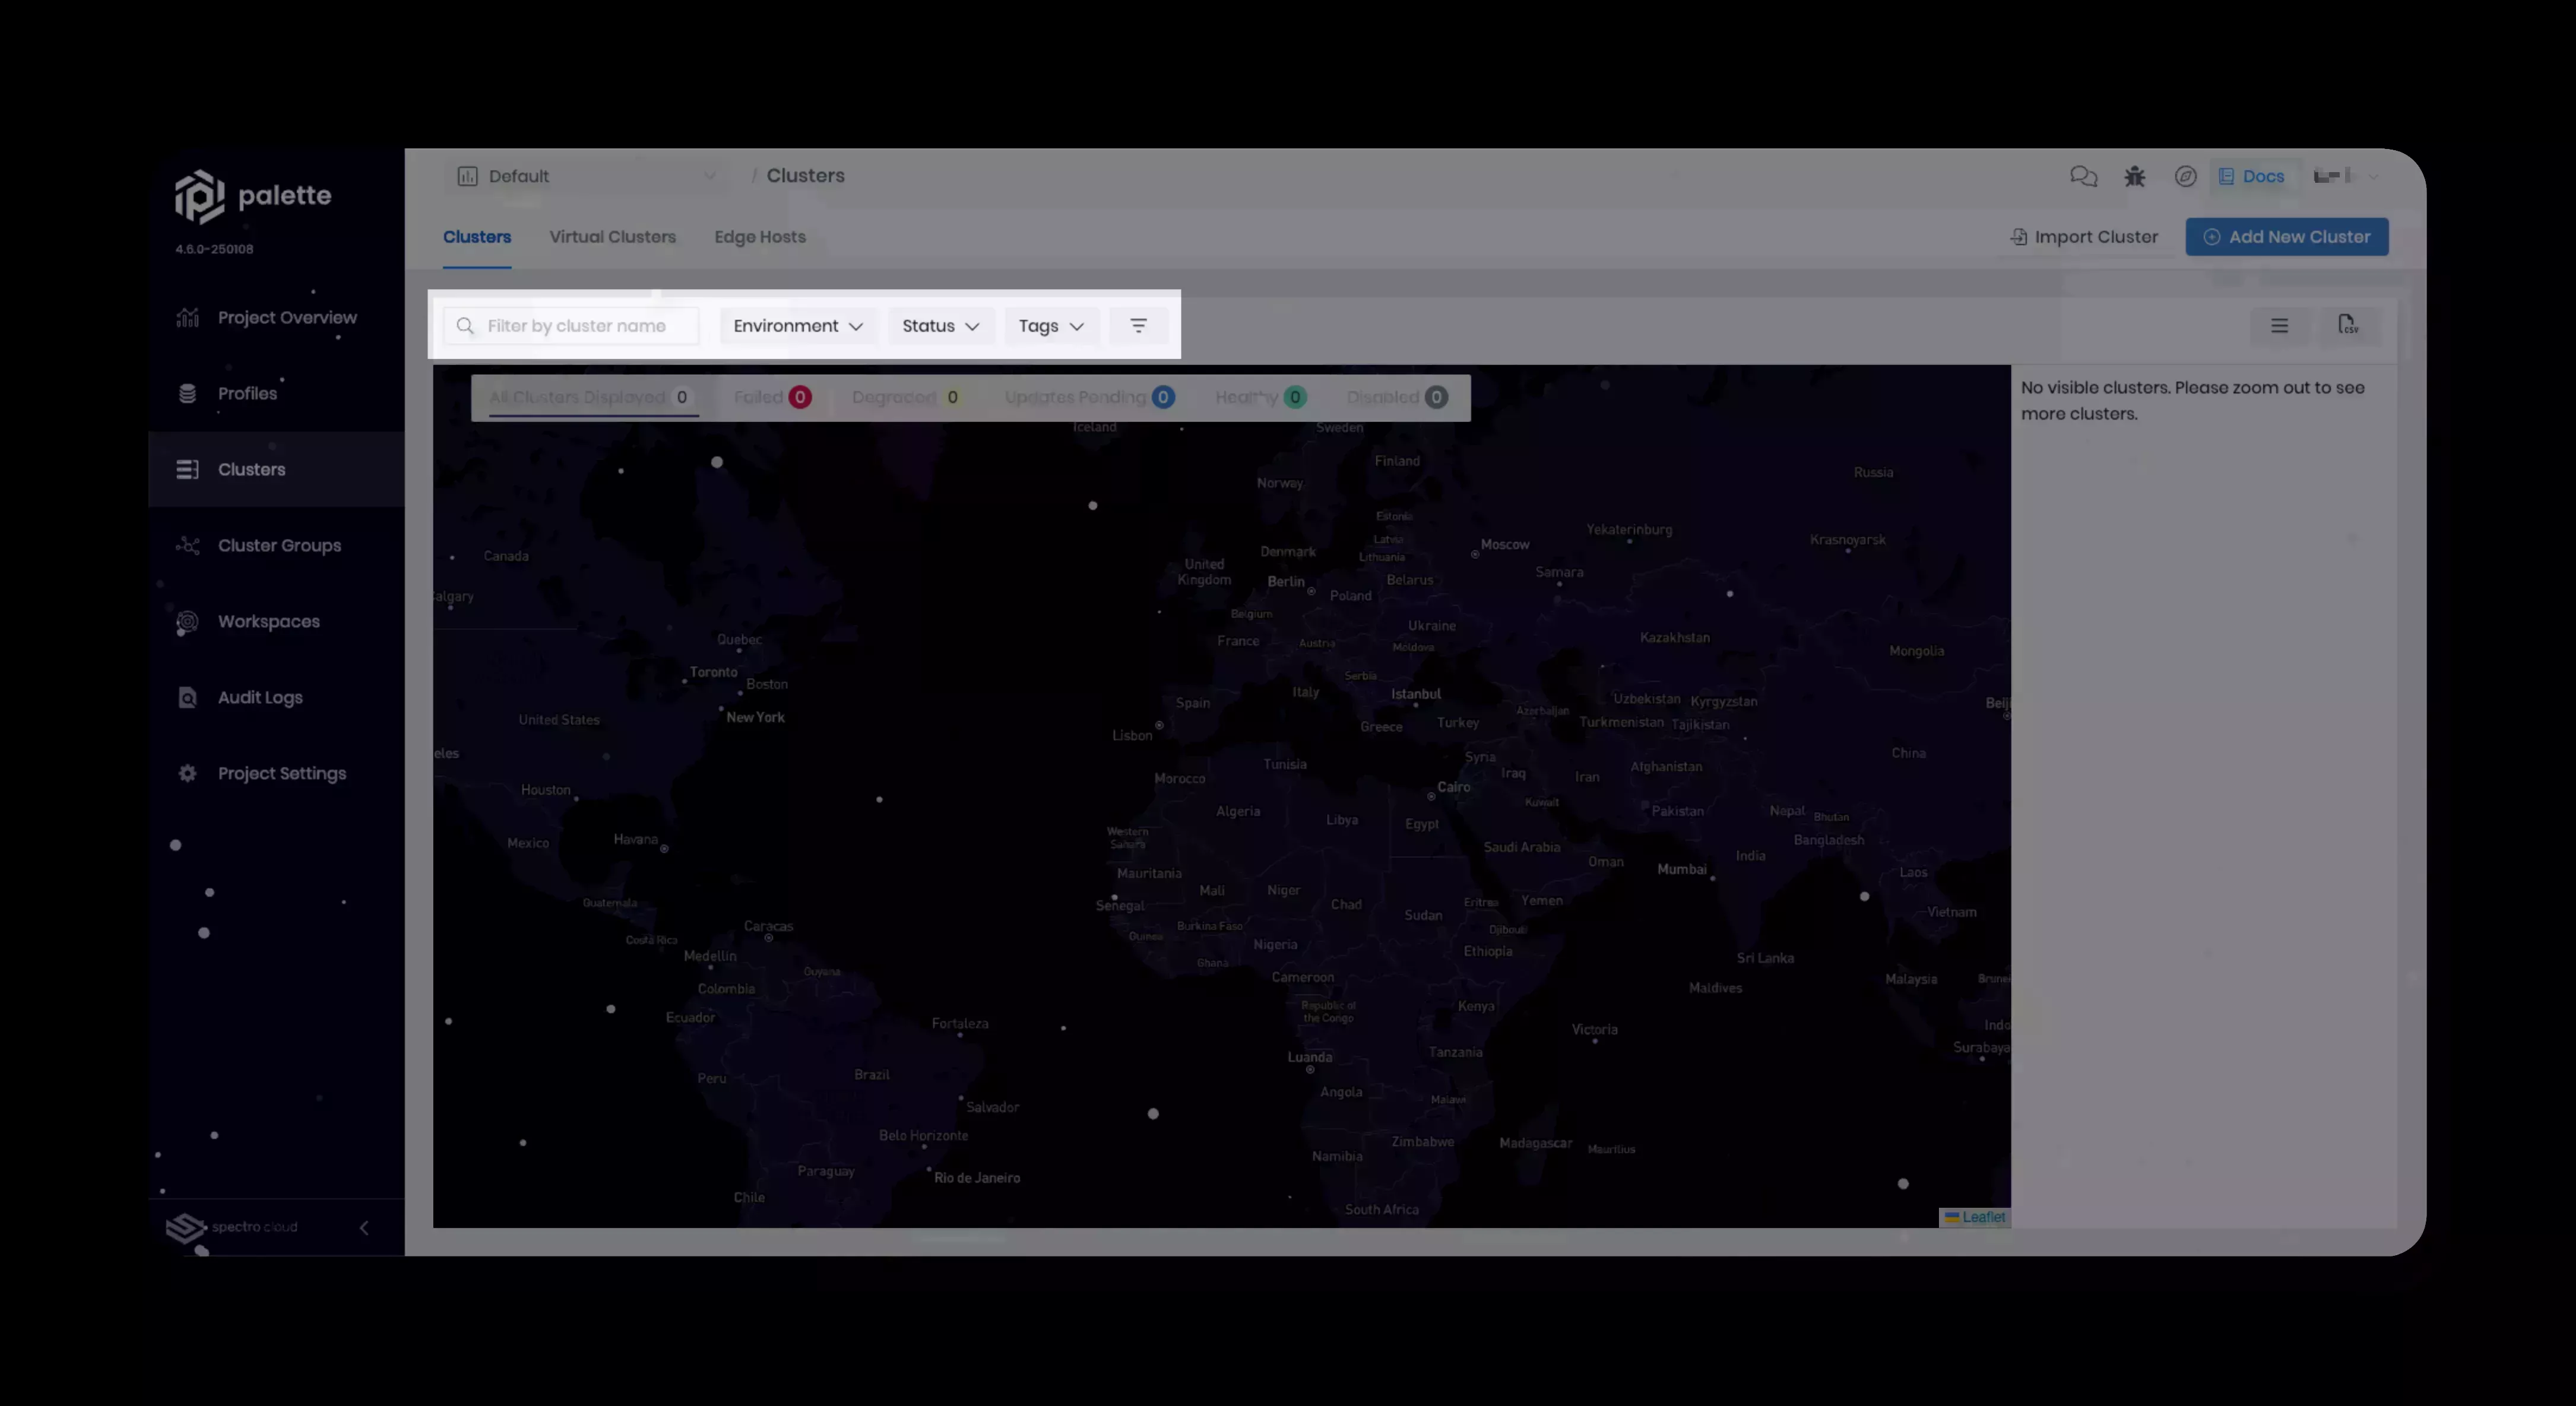 palette
4.6.0-250108
Project Overview
Profiles
Clusters
Cluster Groups
Workspaces
Audit Logs
Project Settings
spectro cloud
Default / Clusters
Docs
Clusters Virtual Clusters Edge Hosts
Import Cluster Add New Cluster
Filter by cluster name Environment Status Tags
CSV
All Clusters Displayed 0 Failed 0 Degraded 0 Updates Pending 0 Healthy 0 Disabled 0
No visible clusters. Please zoom out to see
more clusters.
Iceland
Sweden
Finland
Russia
Norway
Estonia
Yekaterinburg
Latvia
Krasnoyarsk
Moscow
Denmark
Lithuania
Canada
United
Kingdom
Samara
Berlin
Belarus
algary
Poland
Belgium
Ukraine
Quebec
France
Austria
Moldova
Kazakhstan
Mongolia
Toronto
Serbia
Boston
Italy
Istanbul
Uzbekistan
Kyrgyzstan
Spain
Beiji
New York
United States
Azerbaijan
Greece
Turkey
Turkmenistan
Tajikistan
Lisbon
eles
Syria
China
Tunisia
Afghanistan
Iraq
Iran
Morocco
Houston
Cairo
Kuwait
Algeria
Pakistan
Nepal
Libya
Bhutan
Egypt
Western
Sahara
Havana
Mexico
Bangladesh
Saudi Arabia
India
Oman
Mumbai
Mauritania
Laos
Mali
Niger
Guatemala
Senegal
Chad
Eritrea
Yemen
Sudan
Vietnam
Caracas
Burkina Faso
Djibouti
Costa Rica
Guinea
Nigeria
Ethiopia
Medellin
Ghana
Sri Lanka
Guyana
Cameroon
Malaysia
Brunei
Colombia
Maldives
Republic of
the Congo
Kenya
Ecuador
Fortaleza
Indo
Victoria
Luanda
Tanzania
Surabaya
Brazil
Peru
Angola
Malawi
Salvador
Belo Horizonte
Zimbabwe
Madagascar
Mauritius
Namibia
Paraguay
Rio de Janeiro
Chile
South Africa
Leaflet